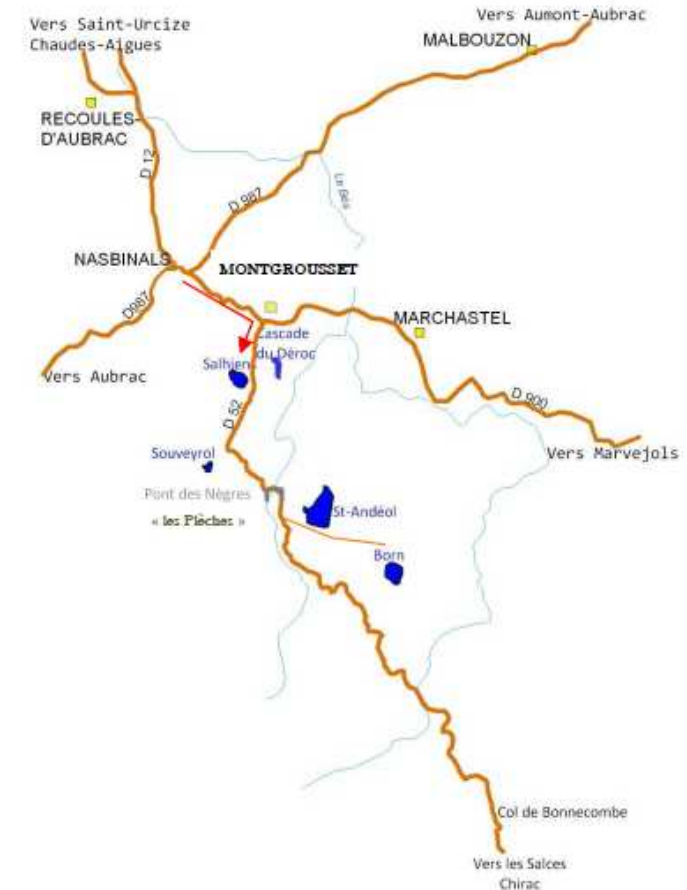 Vers Saint-Urcize
Chaudes-Aigues
Vers Aumont-Aubrac
MALBOUZON
RECOULES-
D'AUBRAC
D 12
D 987
Le Bès
NASBINALS
MONTGROUSSET
D987
MARCHASTEL
Cascade
du Déroc
Salhiens
Vers Aubrac
D 900
D 52
Vers Marvejols
Souveyrol
Pont des Nègres
St-Andéol
« les Plèches »
Born
Col de Bonnecombe
Vers les Salces
Chirac